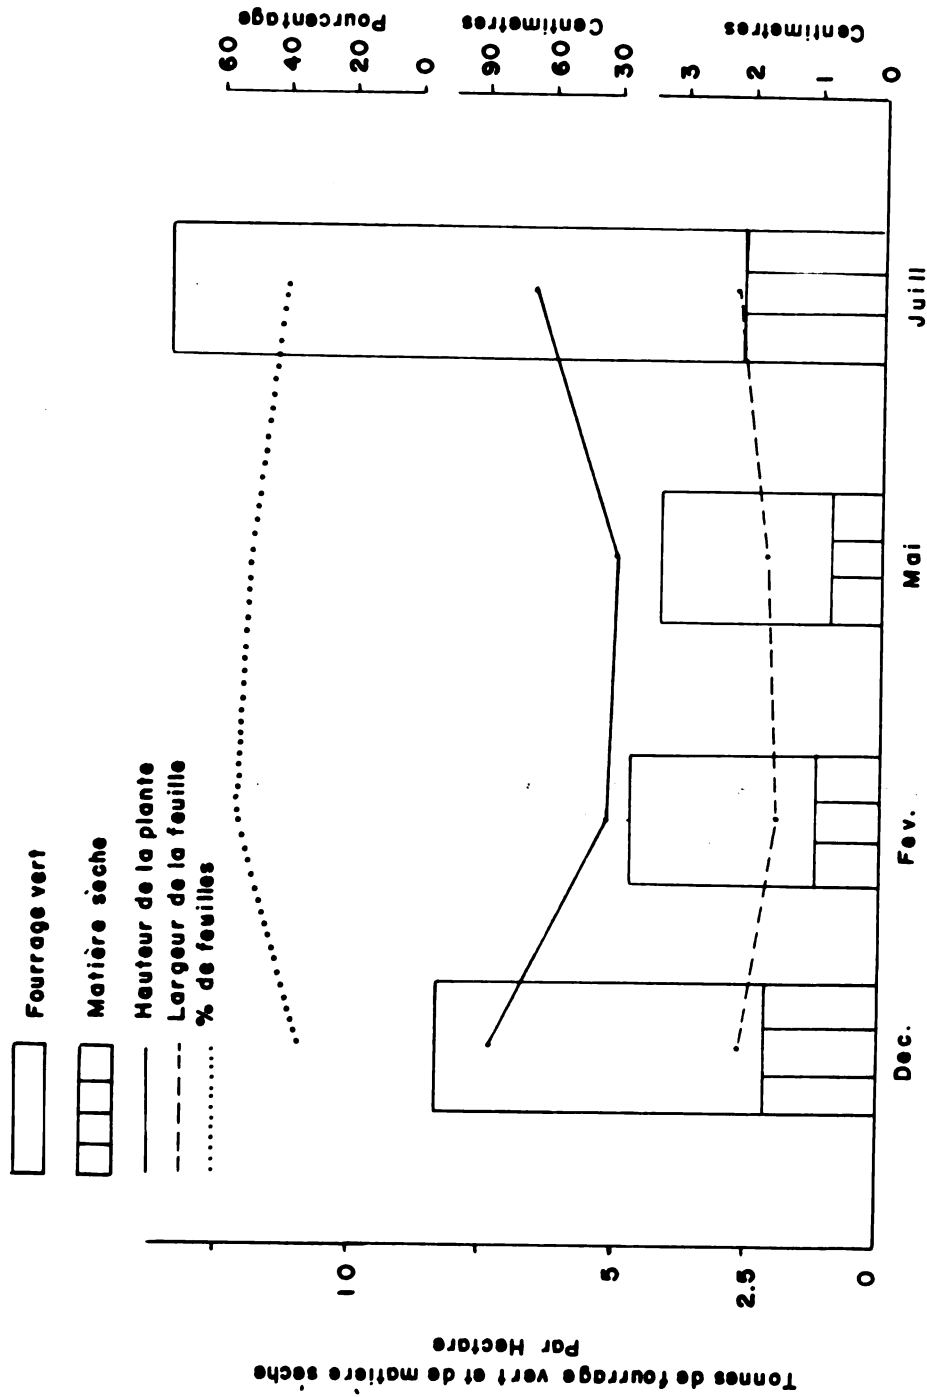 Fourrage vert
Matière sèche
Hauteur de la plante
Largeur de la feuille
% de feuilles
Tonnes de fourrage vert et de matière sèche
Par Hectare
10
5
2.5
0
Dec.
Fev.
Mai
Juill
Pourcentage
60
40
20
0
Centimetres
90
60
30
Centimetres
3
2
1
0